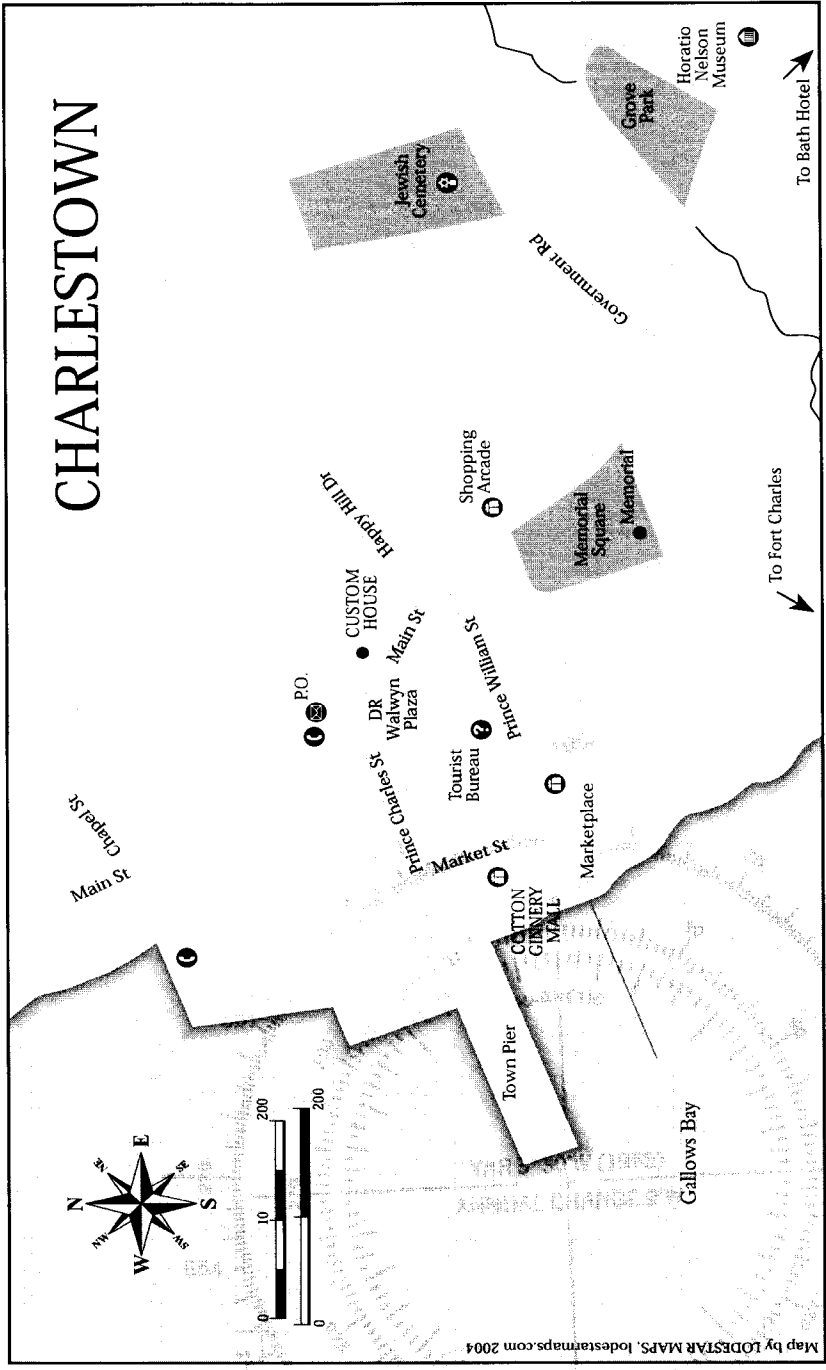 CHARLESTOWN
Horatio
Nelson
Museum
Grove
Park
To Bath Hotel
Jewish
Cemetery
Government Rd
Shopping
Arcade
Happy Hill Dr
Memorial
Square
Memorial
To Fort Charles
CUSTOM
HOUSE
Main St
P.O.
DR
Walwyn
Plaza
Prince William St
Tourist
Bureau
Prince Charles St
Chapel St
Main St
Market St
Marketplace
COTTON
GINNERY
MALL
Town Pier
Gallows Bay
N
NE
E
SE
S
SW
W
NW
0
10
200
0
200
654
ANNUAL CHANGE
Map by LODESTAR MAPS. lodestarmaps.com 2004